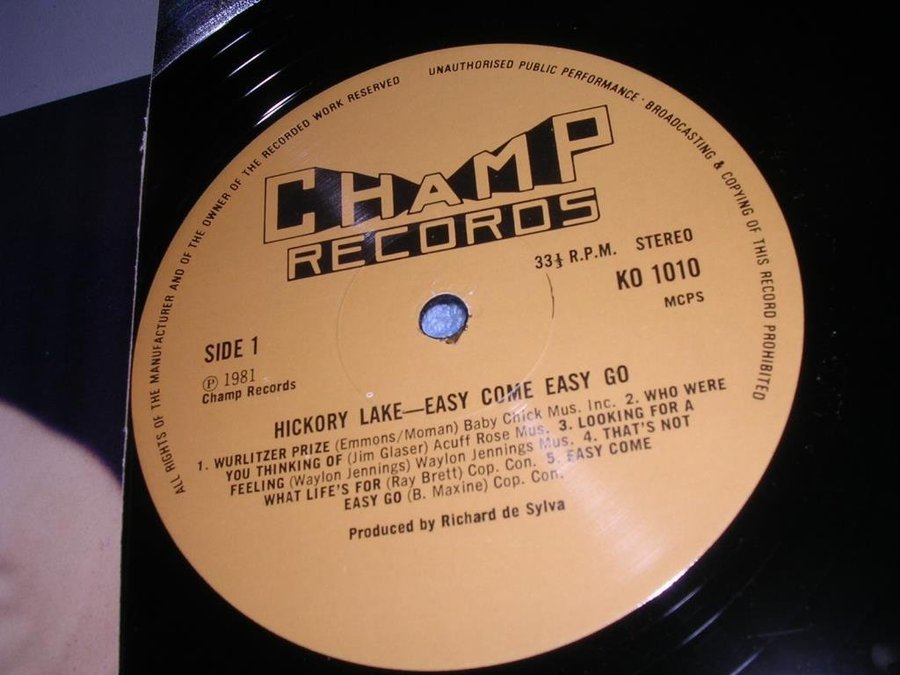 ALL RIGHTS OF THE MANUFACTURER AND OF THE OWNER OF THE RECORDED WORK RESERVED
UNAUTHORISED PUBLIC PERFORMANCE · BROADCASTING & COPYING OF THIS RECORD PROHIBITED
CHAMP
RECORDS
33⅓ R.P.M. STEREO
KO 1010
MCPS
SIDE 1
℗ 1981
Champ Records
HICKORY LAKE—EASY COME EASY GO
1. WURLITZER PRIZE (Emmons/Moman) Baby Chick Mus. Inc. 2. WHO WERE
YOU THINKING OF (Jim Glaser) Acuff Rose Mus. 3. LOOKING FOR A
FEELING (Waylon Jennings) Waylon Jennings Mus. 4. THAT'S NOT
WHAT LIFE'S FOR (Ray Brett) Cop. Con. 5. EASY COME
EASY GO (B. Maxine) Cop. Con.
Produced by Richard de Sylva